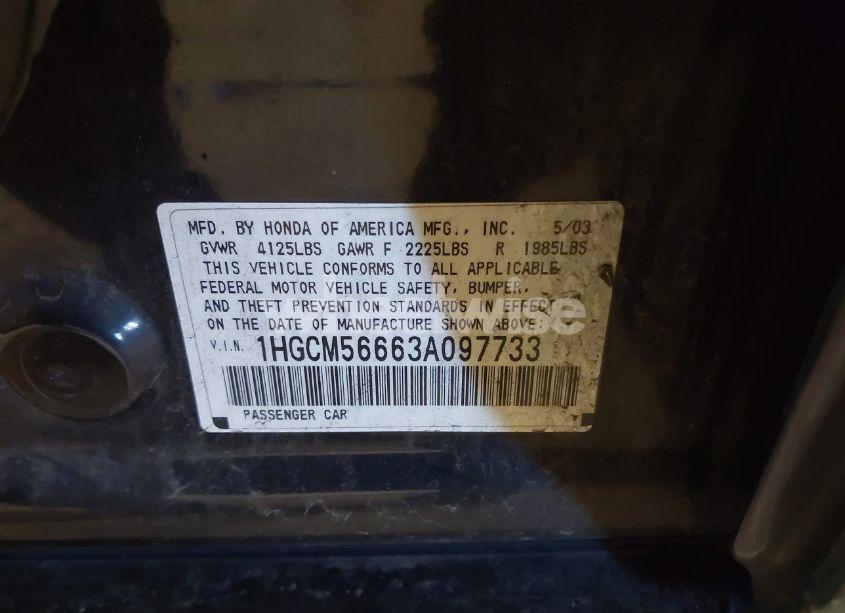 MFD. BY HONDA OF AMERICA MFG., INC. 5/03
GVWR 4125LBS GAWR F 2225LBS R 1985LBS
THIS VEHICLE CONFORMS TO ALL APPLICABLE
FEDERAL MOTOR VEHICLE SAFETY, BUMPER,
AND THEFT PREVENTION STANDARDS IN EFFECT
ON THE DATE OF MANUFACTURE SHOWN ABOVE.
V.I.N. 1HGCM56663A097733
PASSENGER CAR